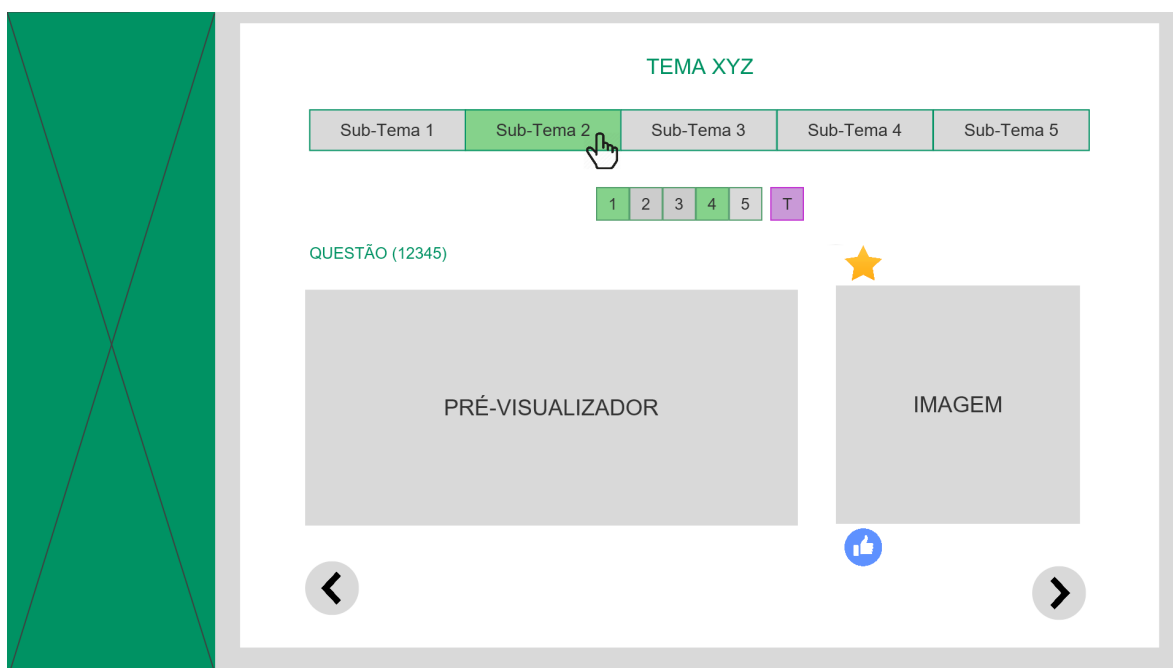 TEMA XYZ
Sub-Tema 1 Sub-Tema 2 Sub-Tema 3 Sub-Tema 4 Sub-Tema 5
1 2 3 4 5 T
QUESTÃO (12345)
PRÉ-VISUALIZADOR IMAGEM